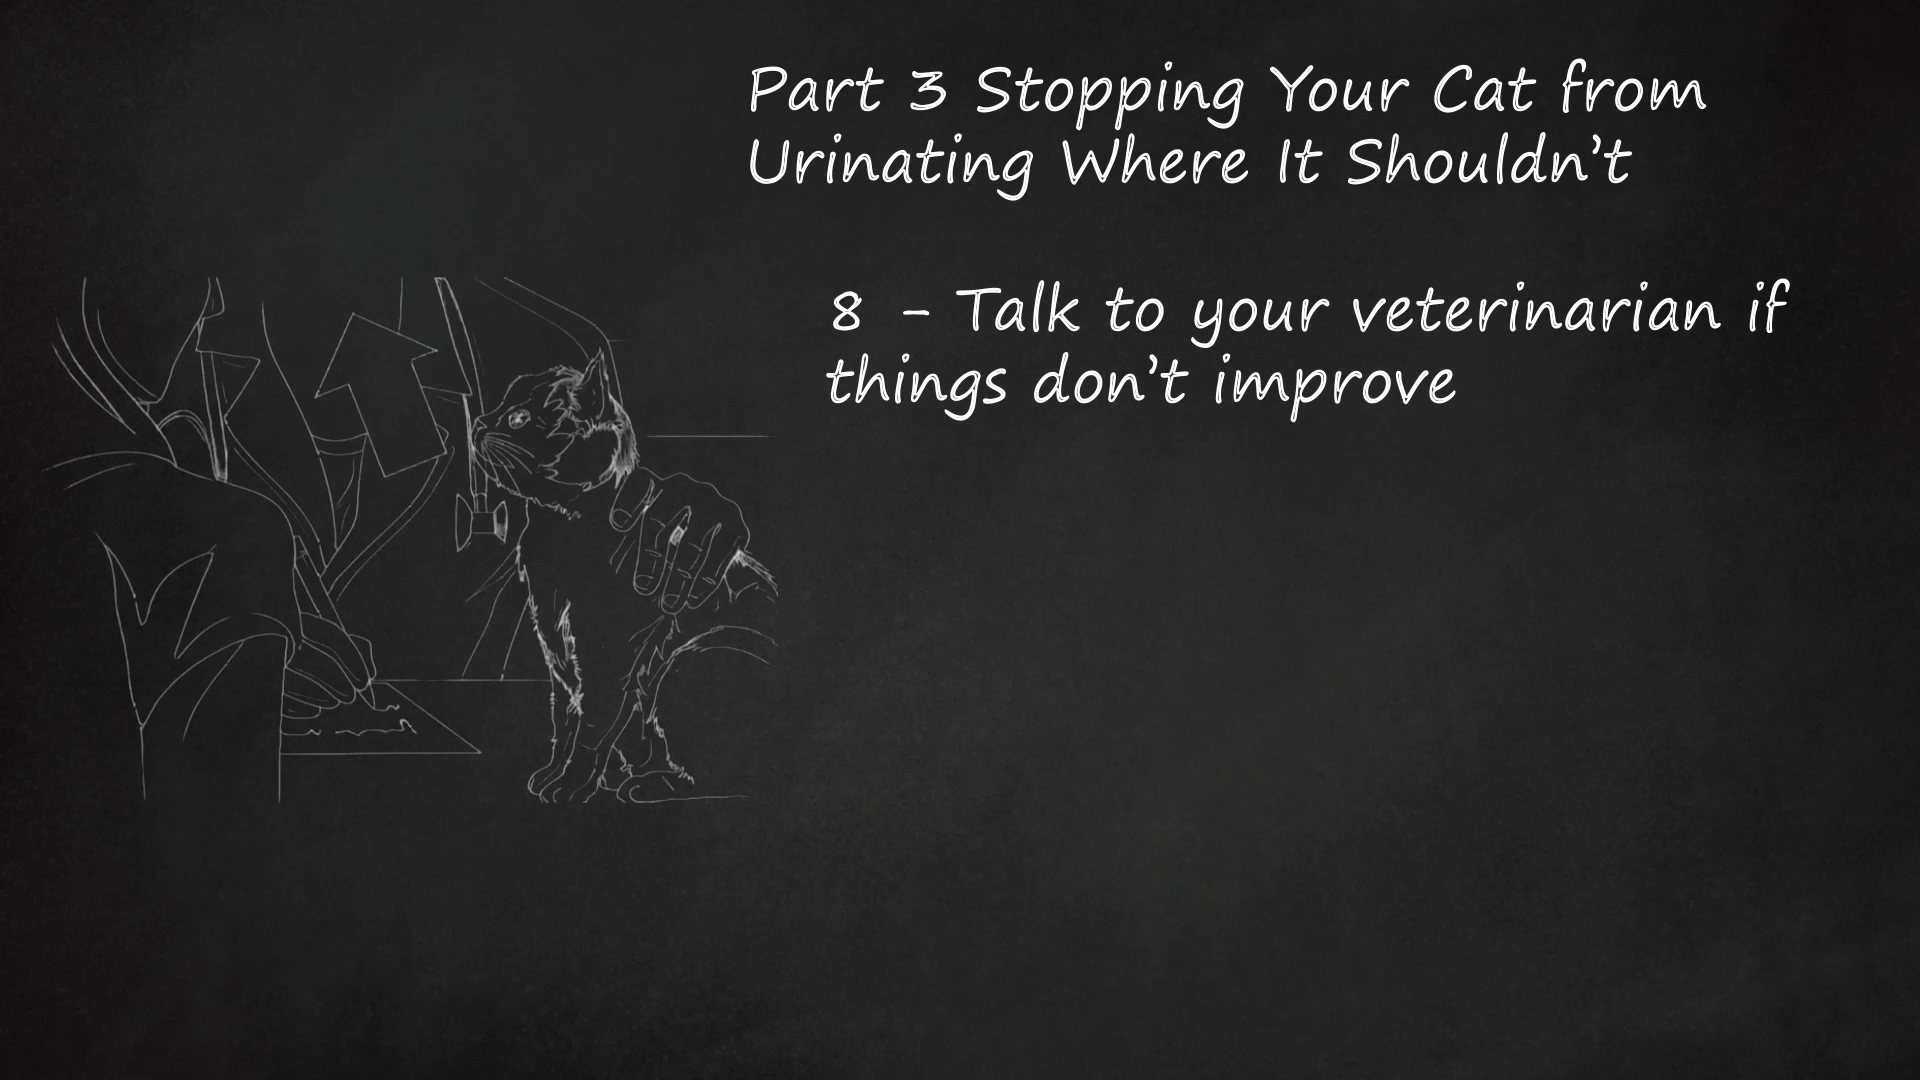 Part 3 Stopping Your Cat from
Urinating Where It Shouldn’t
8 - Talk to your veterinarian if
things don’t improve